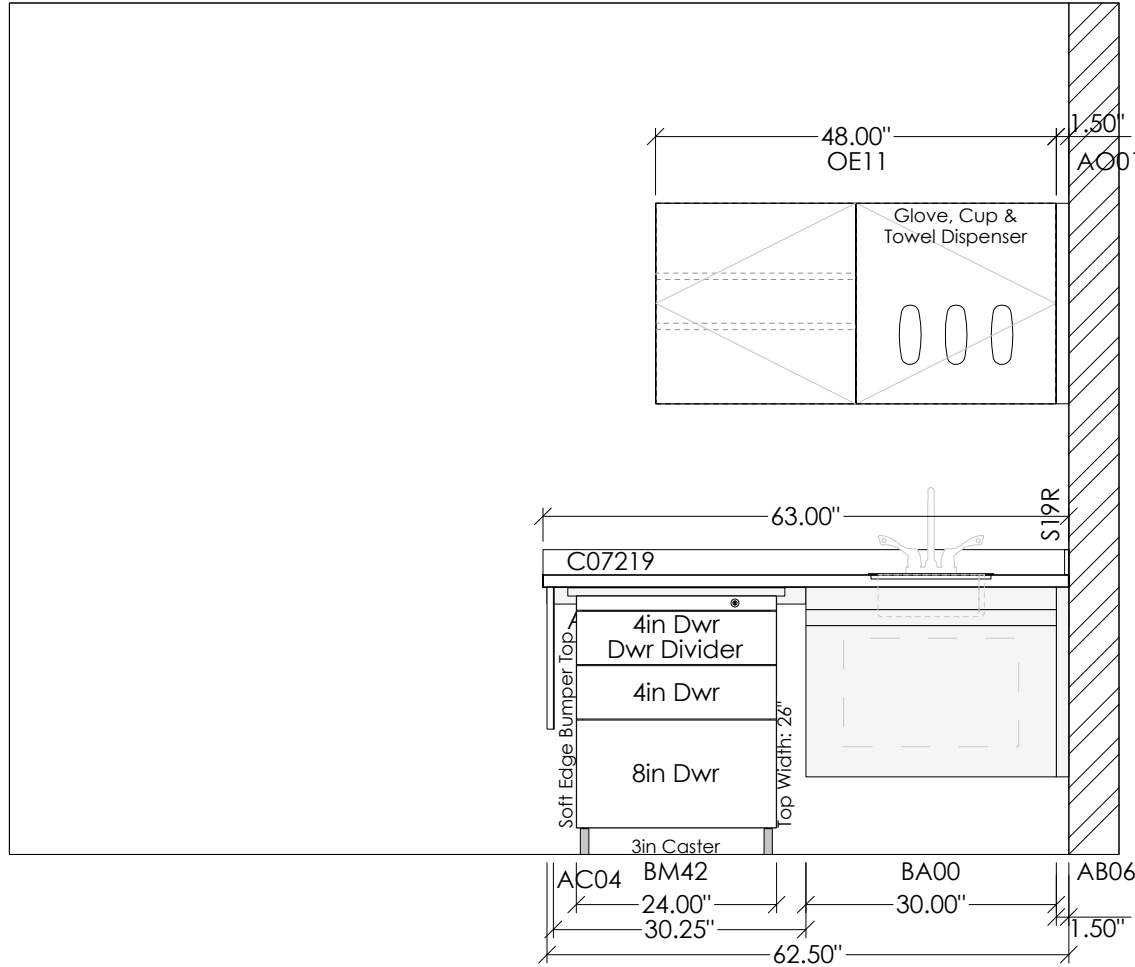 48.00"
1.50"
OE11
AO01
Glove, Cup &
Towel Dispenser
63.00"
S19R
C07219
4in Dwr
Dwr Divider
4in Dwr
8in Dwr
Soft Edge Bumper Top A
Top Width: 26"
3in Caster
AC04
BM42
BA00
AB06
24.00"
30.00"
30.25"
1.50"
62.50"